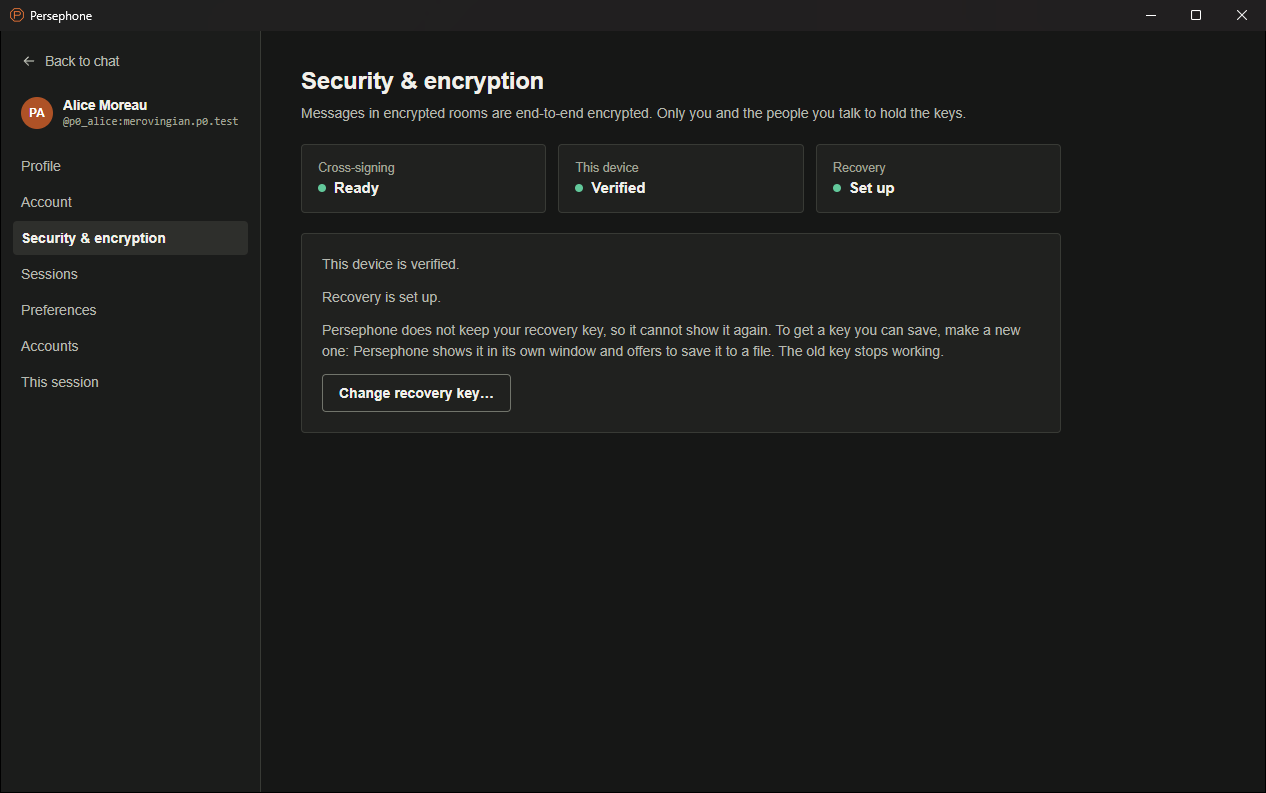 Persephone
Back to chat
PA
Alice Moreau
@p0_alice:merovingian.p0.test
Profile
Account
Security & encryption
Sessions
Preferences
Accounts
This session
Security & encryption
Messages in encrypted rooms are end-to-end encrypted. Only you and the people you talk to hold the keys.
Cross-signing
Ready
This device
Verified
Recovery
Set up
This device is verified.
Recovery is set up.
Persephone does not keep your recovery key, so it cannot show it again. To get a key you can save, make a new
one: Persephone shows it in its own window and offers to save it to a file. The old key stops working.
Change recovery key…